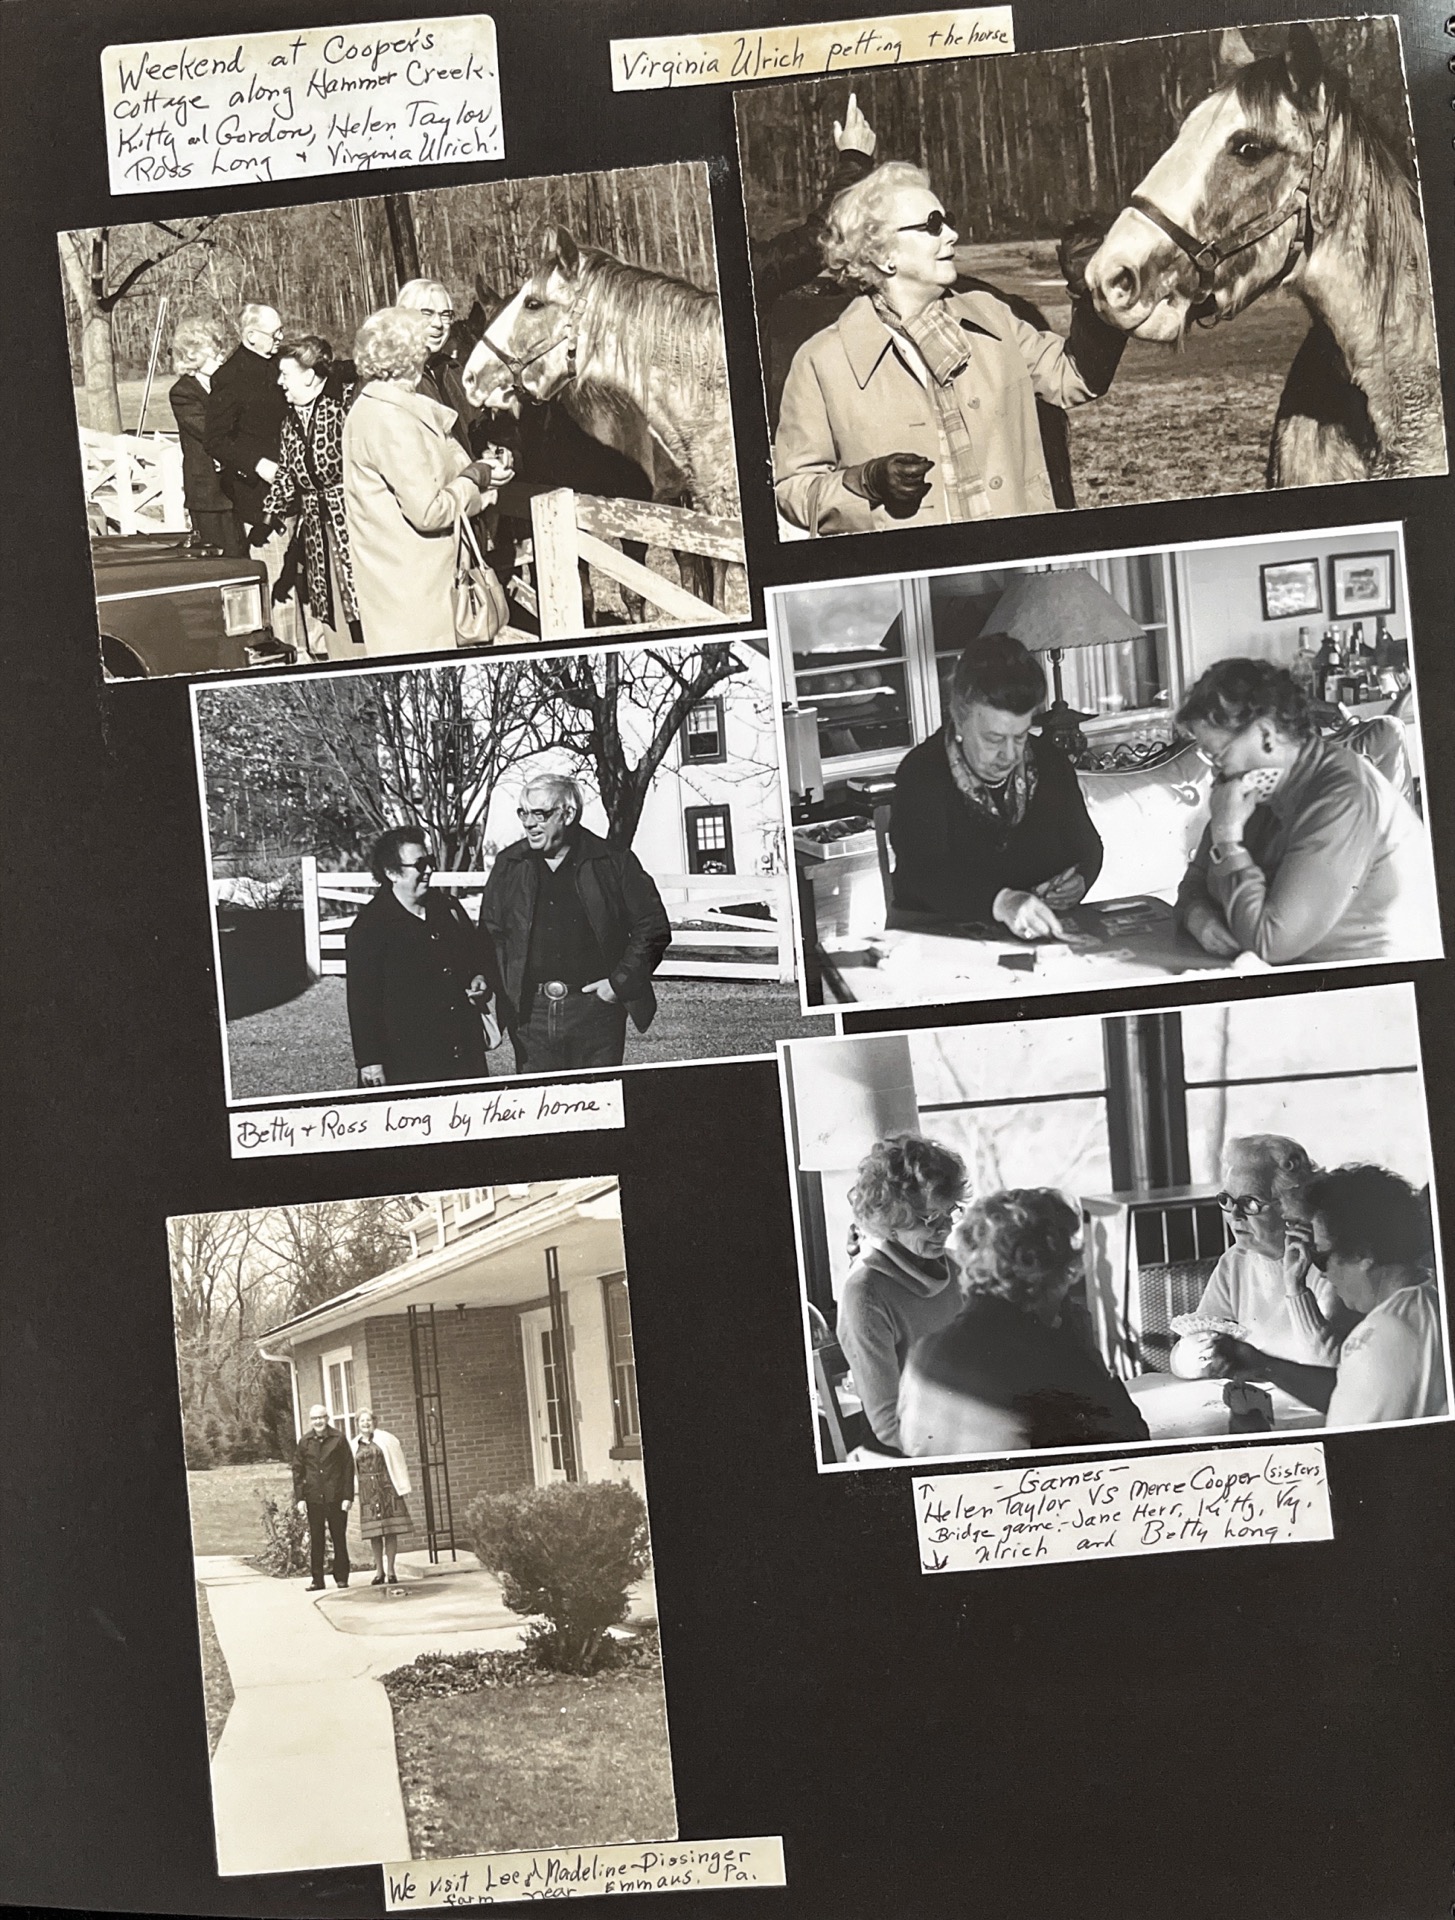 Weekend at Cooper's
cottage along Hammer Creek.
Kitty and Gordon, Helen Taylor,
Ross Long + Virginia Ulrich.
Virginia Ulrich petting the horse
Betty + Ross Long by their home.
↑ - Games -
Helen Taylor VS Merce Cooper (sisters)
Bridge game:- Jane Herr, Kitty, Vg.
↓ Ulrich and Betty Long.
We visit Lee & Madeline Dissinger
farm near Emmaus, Pa.